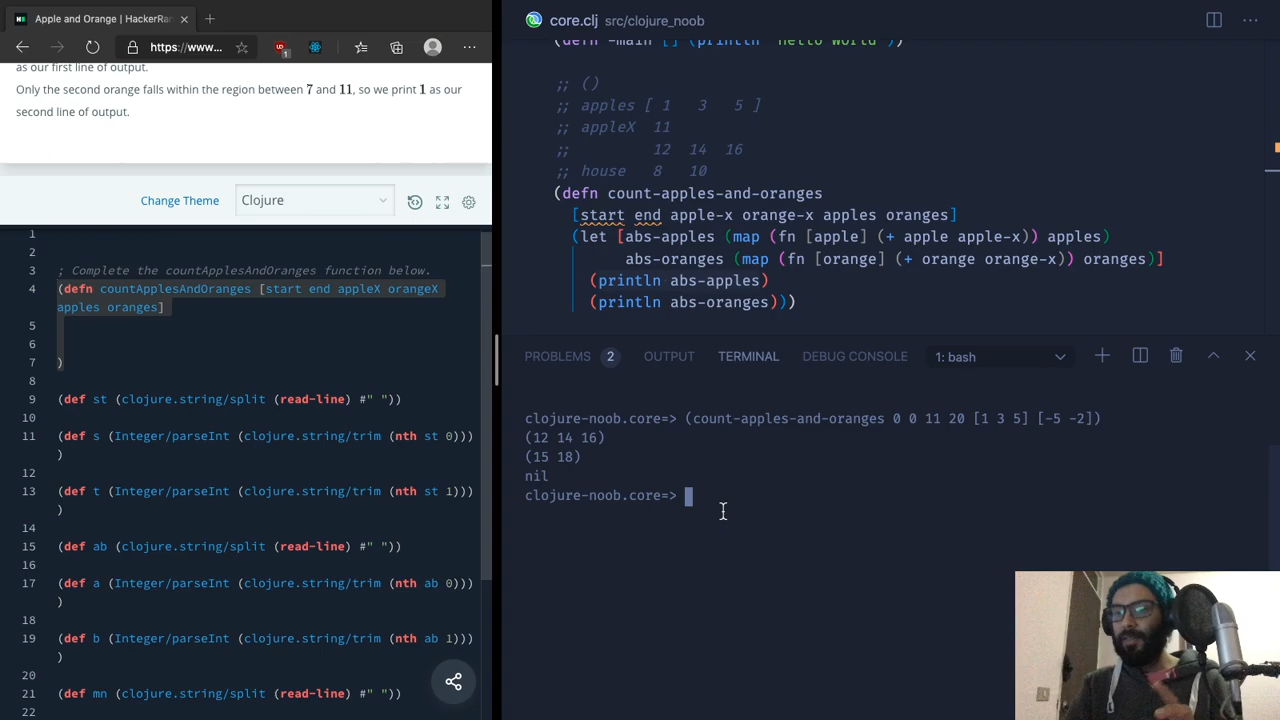 Apple and Orange | HackerRan
https://www...
1
as our first line of output.
Only the second orange falls within the region between 7 and 11, so we print 1 as our
second line of output.
Change Theme
Clojure
1
2
3 ; Complete the countApplesAndOranges function below.
4 (defn countApplesAndOranges [start end appleX orangeX
apples oranges]
5
6
7 )
8
9 (def st (clojure.string/split (read-line) #" "))
10
11 (def s (Integer/parseInt (clojure.string/trim (nth st 0)))
)
12
13 (def t (Integer/parseInt (clojure.string/trim (nth st 1)))
)
14
15 (def ab (clojure.string/split (read-line) #" "))
16
17 (def a (Integer/parseInt (clojure.string/trim (nth ab 0)))
)
18
19 (def b (Integer/parseInt (clojure.string/trim (nth ab 1)))
)
20
21 (def mn (clojure.string/split (read-line) #" "))
22
core.clj src/clojure_noob
(defn -main [] (println "Hello World"))
;; ()
;; apples [ 1 3 5 ]
;; appleX 11
;; 12 14 16
;; house 8 10
(defn count-apples-and-oranges
[start end apple-x orange-x apples oranges]
(let [abs-apples (map (fn [apple] (+ apple apple-x)) apples)
abs-oranges (map (fn [orange] (+ orange orange-x)) oranges)]
(println abs-apples)
(println abs-oranges)))
PROBLEMS 2 OUTPUT TERMINAL DEBUG CONSOLE 1: bash
clojure-noob.core=> (count-apples-and-oranges 0 0 11 20 [1 3 5] [-5 -2])
(12 14 16)
(15 18)
nil
clojure-noob.core=>